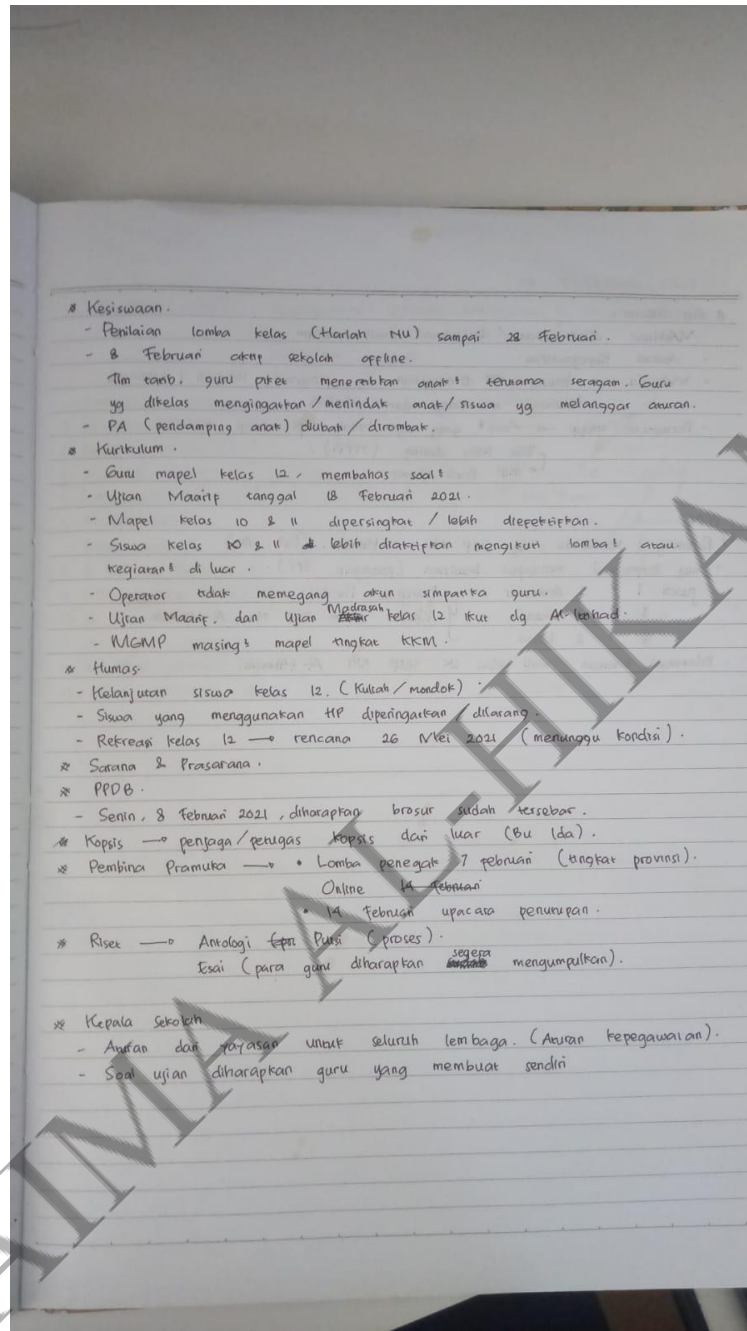 * Kesiswaan.
- Penilaian lomba kelas (Harlah NU) sampai 28 Februari.
- 8 Februari aktif sekolah offline.
Tim tatib, guru piket menerebtkan anak² terutama seragam. Guru
yg dikelas mengingatkan/menindak anak/siswa yg melanggar aturan.
- PA (pendamping anak) diubah/dirombak.
* Kurikulum.
- Guru mapel kelas 12, membahas soal²
- Ujian Maarif tanggal 18 Februari 2021.
- Mapel kelas 10 & 11 dipersingkat / lebih diefektifkan.
- Siswa kelas 10 & 11 lebih diaktifkan mengikuti lomba² atau
kegiatan² di luar.
- Operator tidak memegang akun simpatika guru.
- Ujian Maarif. dan Ujian Madrasah kelas 12 ikut dg Al-Ittihad.
- MGMP masing² mapel tingkat KKM.
* Humas.
- Kelanjutan siswa kelas 12. (Kuliah/mondok)
- Siswa yang menggunakan HP diperingatkan/dilarang.
- Rekreasi kelas 12 → rencana 26 Mei 2021 (menunggu kondisi).
* Sarana & Prasarana.
* PPDB.
- Senin, 8 Februari 2021, diharapkan brosur sudah tersebar.
* Kopsis → penjaga/petugas kopsis dari luar (Bu Ida).
* Pembina Pramuka → • Lomba penegak 7 februari (tingkat provinsi).
Online 14 Februari
• 14 Februari upacara penutupan.
* Riset → Antologi Puisi (proses).
Esai (para guru diharapkan segera mengumpulkan).
* Kepala Sekolah
- Aturan dari yayasan untuk seluruh lembaga. (Aturan kepegawaian).
- Soal ujian diharapkan guru yang membuat sendiri
AIMA AL-HIKAM